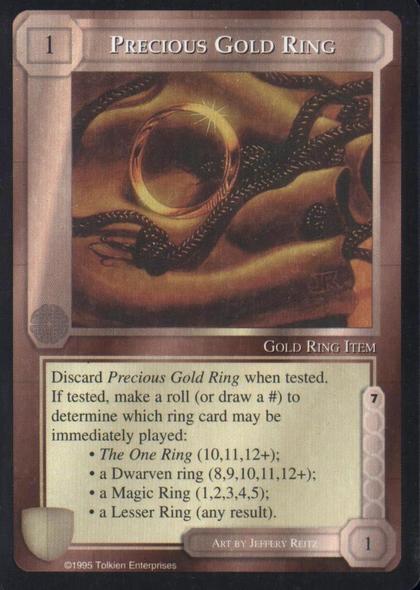 1
PRECIOUS GOLD RING
JR
GOLD RING ITEM
Discard Precious Gold Ring when tested.
If tested, make a roll (or draw a #) to
determine which ring card may be
immediately played:
• The One Ring (10,11,12+);
• a Dwarven ring (8,9,10,11,12+);
• a Magic Ring (1,2,3,4,5);
• a Lesser Ring (any result).
7
ART BY JEFFERY REITZ
1
©1995 Tolkien Enterprises